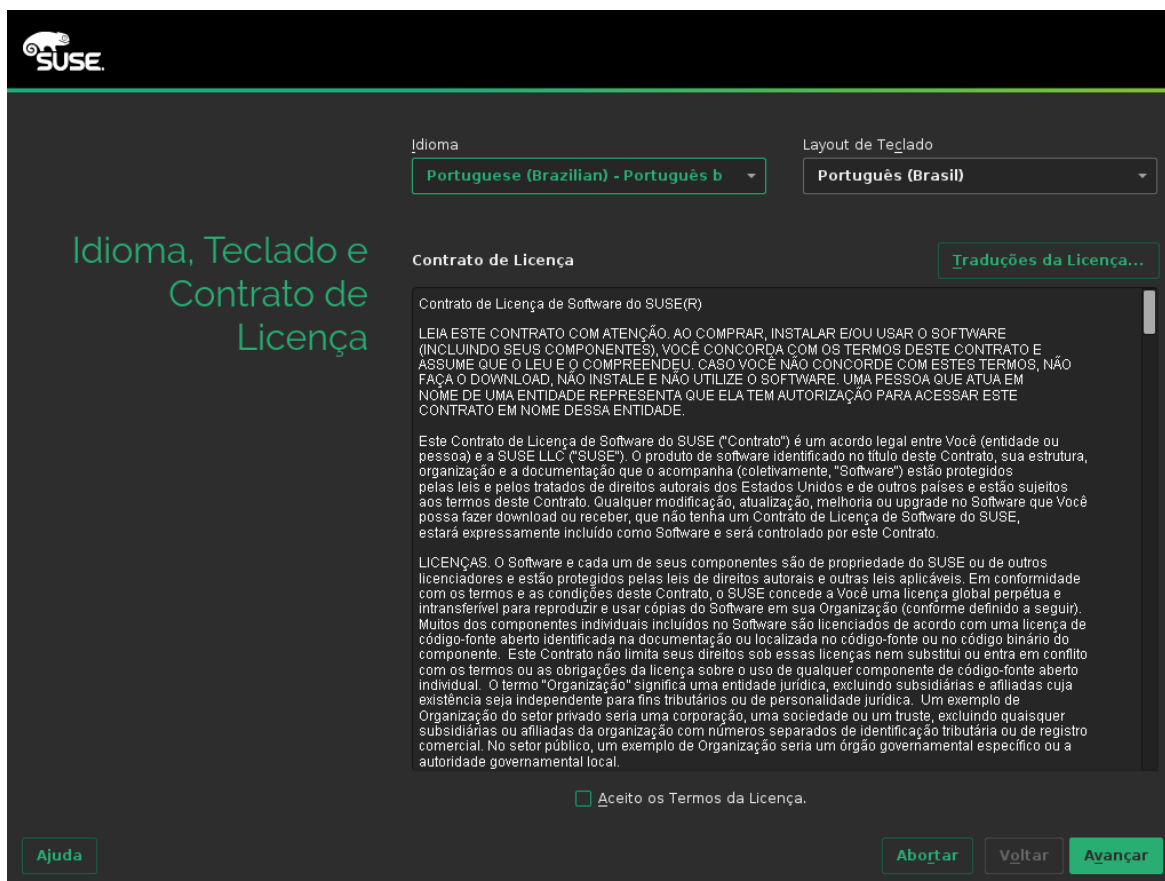 SUSE.
Idioma
Layout de Teclado
Portuguese (Brazilian) - Português b
Português (Brasil)
Idioma, Teclado e
Contrato de
Licença
Contrato de Licença
Traduções da Licença...
Contrato de Licença de Software do SUSE(R)
LEIA ESTE CONTRATO COM ATENÇÃO. AO COMPRAR, INSTALAR E/OU USAR O SOFTWARE
(INCLUINDO SEUS COMPONENTES), VOCÊ CONCORDA COM OS TERMOS DESTE CONTRATO E
ASSUME QUE O LEU E O COMPREENDEU. CASO VOCÊ NÃO CONCORDE COM ESTES TERMOS, NÃO
FAÇA O DOWNLOAD, NÃO INSTALE E NÃO UTILIZE O SOFTWARE. UMA PESSOA QUE ATUA EM
NOME DE UMA ENTIDADE REPRESENTA QUE ELA TEM AUTORIZAÇÃO PARA ACESSAR ESTE
CONTRATO EM NOME DESSA ENTIDADE.
Este Contrato de Licença de Software do SUSE ("Contrato") é um acordo legal entre Você (entidade ou
pessoa) e a SUSE LLC ("SUSE"). O produto de software identificado no título deste Contrato, sua estrutura,
organização e a documentação que o acompanha (coletivamente, "Software") estão protegidos
pelas leis e pelos tratados de direitos autorais dos Estados Unidos e de outros países e estão sujeitos
aos termos deste Contrato. Qualquer modificação, atualização, melhoria ou upgrade no Software que Você
possa fazer download ou receber, que não tenha um Contrato de Licença de Software do SUSE,
estará expressamente incluído como Software e será controlado por este Contrato.
LICENÇAS. O Software e cada um de seus componentes são de propriedade do SUSE ou de outros
licenciadores e estão protegidos pelas leis de direitos autorais e outras leis aplicáveis. Em conformidade
com os termos e as condições deste Contrato, o SUSE concede a Você uma licença global perpétua e
intransferível para reproduzir e usar cópias do Software em sua Organização (conforme definido a seguir).
Muitos dos componentes individuais incluídos no Software são licenciados de acordo com uma licença de
código-fonte aberto identificada na documentação ou localizada no código-fonte ou no código binário do
componente.  Este Contrato não limita seus direitos sob essas licenças nem substitui ou entra em conflito
com os termos ou as obrigações da licença sobre o uso de qualquer componente de código-fonte aberto
individual.  O termo "Organização" significa uma entidade jurídica, excluindo subsidiárias e afiliadas cuja
existência seja independente para fins tributários ou de personalidade jurídica.  Um exemplo de
Organização do setor privado seria uma corporação, uma sociedade ou um truste, excluindo quaisquer
subsidiárias ou afiliadas da organização com números separados de identificação tributária ou de registro
comercial. No setor público, um exemplo de Organização seria um órgão governamental específico ou a
autoridade governamental local.
Aceito os Termos da Licença.
Ajuda
Abortar
Voltar
Avançar